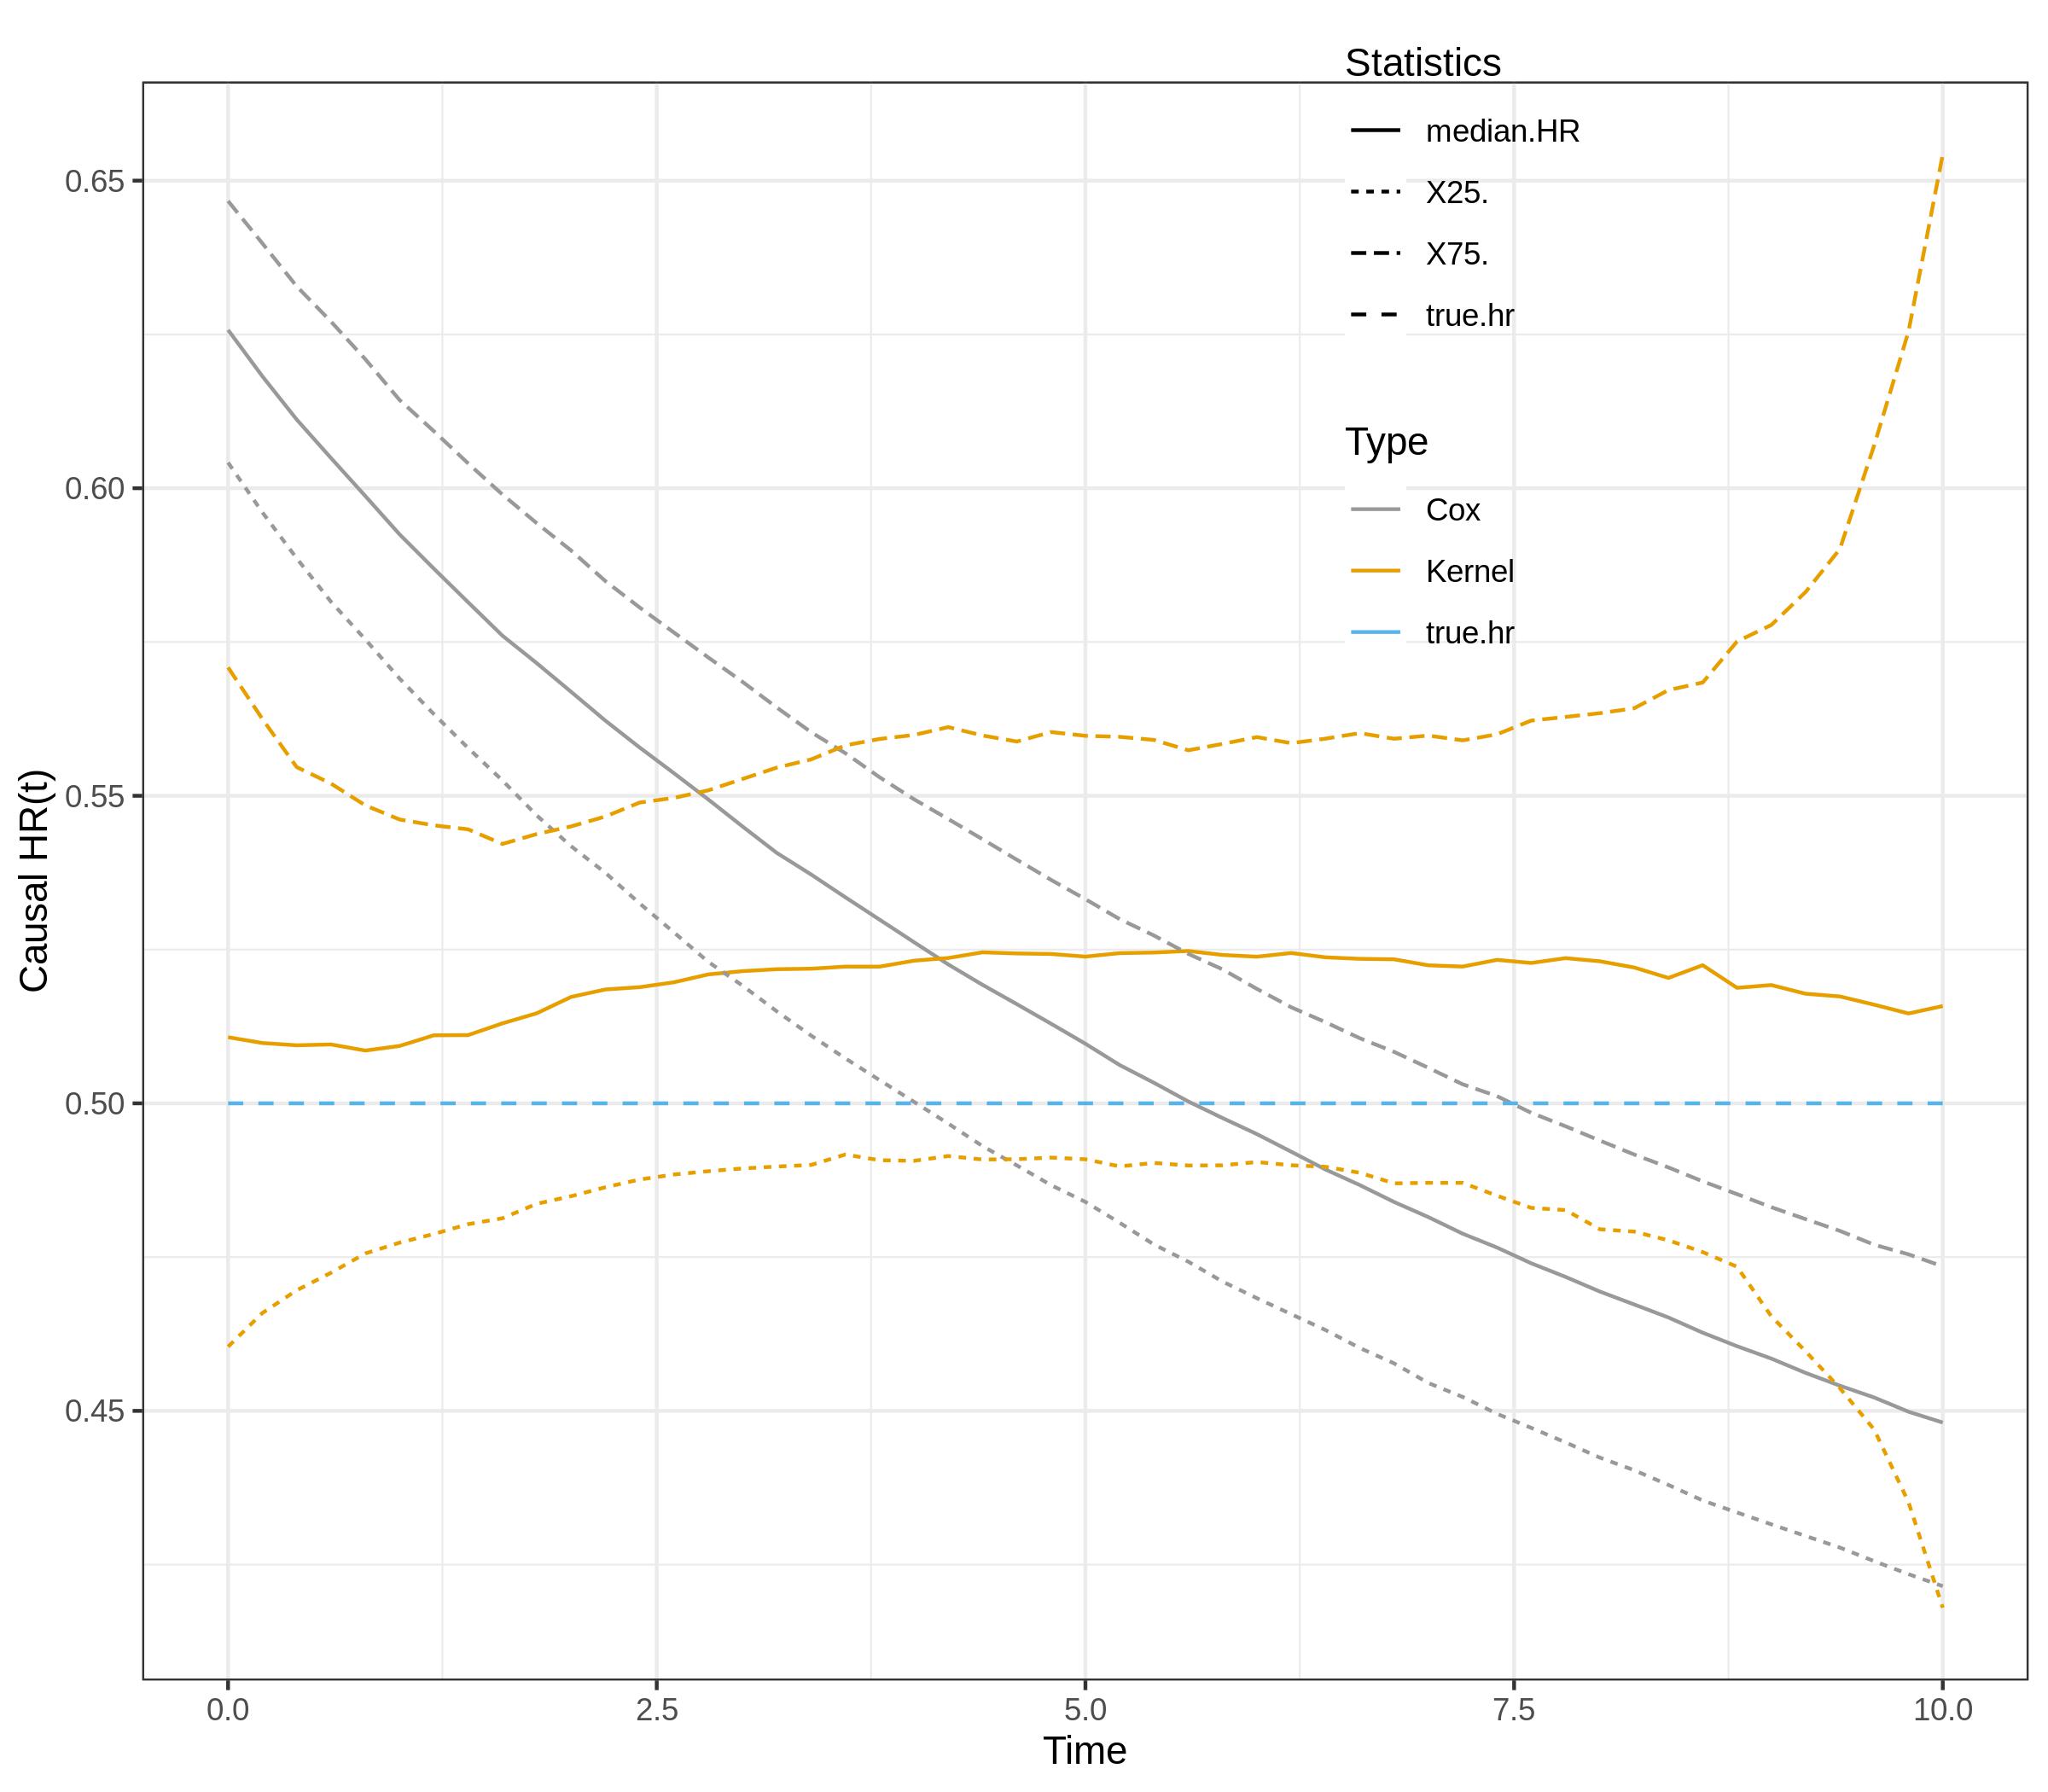 Statistics
median.HR
X25.
X75.
true.hr
Type
Cox
Kernel
true.hr
Causal HR(t)
0.65
0.60
0.55
0.50
0.45
0.0 2.5 5.0 7.5 10.0
Time